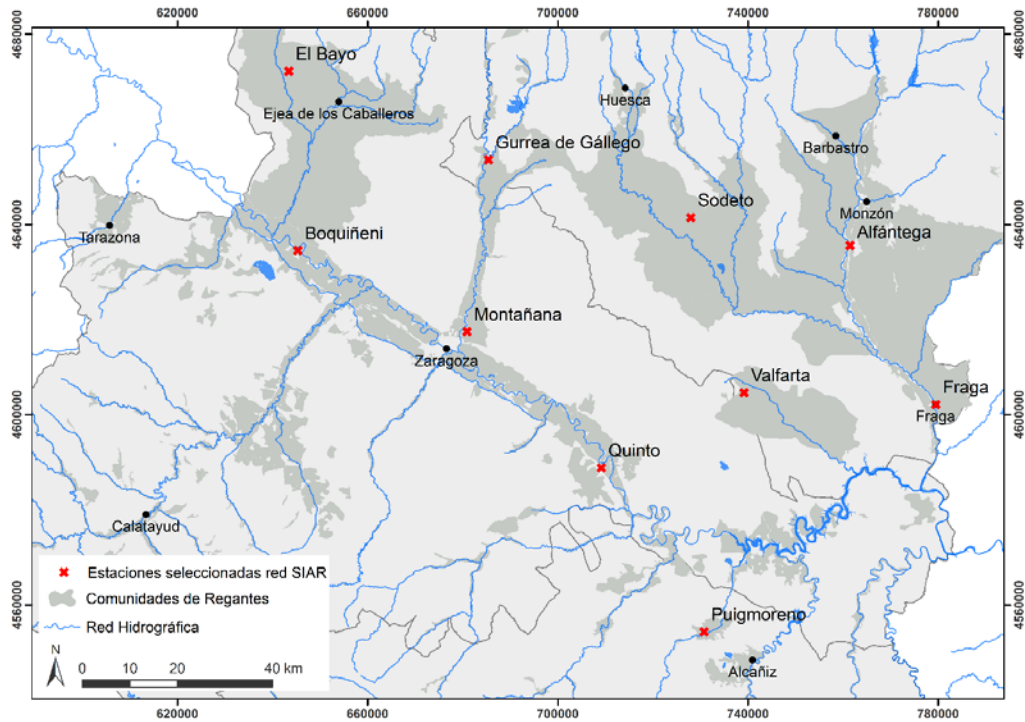 620000 660000 700000 740000 780000
4680000 4680000
El Bayo
Ejea de los Caballeros
Huesca
Gurrea de Gállego
Barbastro
Sodeto
Monzón
4640000 4640000
Tarazona
Boquiñeni
Alfántega
Montañana
Zaragoza
Valfarta
Fraga
Fraga
4600000 4600000
Quinto
Calatayud
Estaciones seleccionadas red SIAR
Comunidades de Regantes
Red Hidrográfica
4560000 4560000
Puigmoreno
Alcañiz
N
0 10 20 40 km
620000 660000 700000 740000 780000